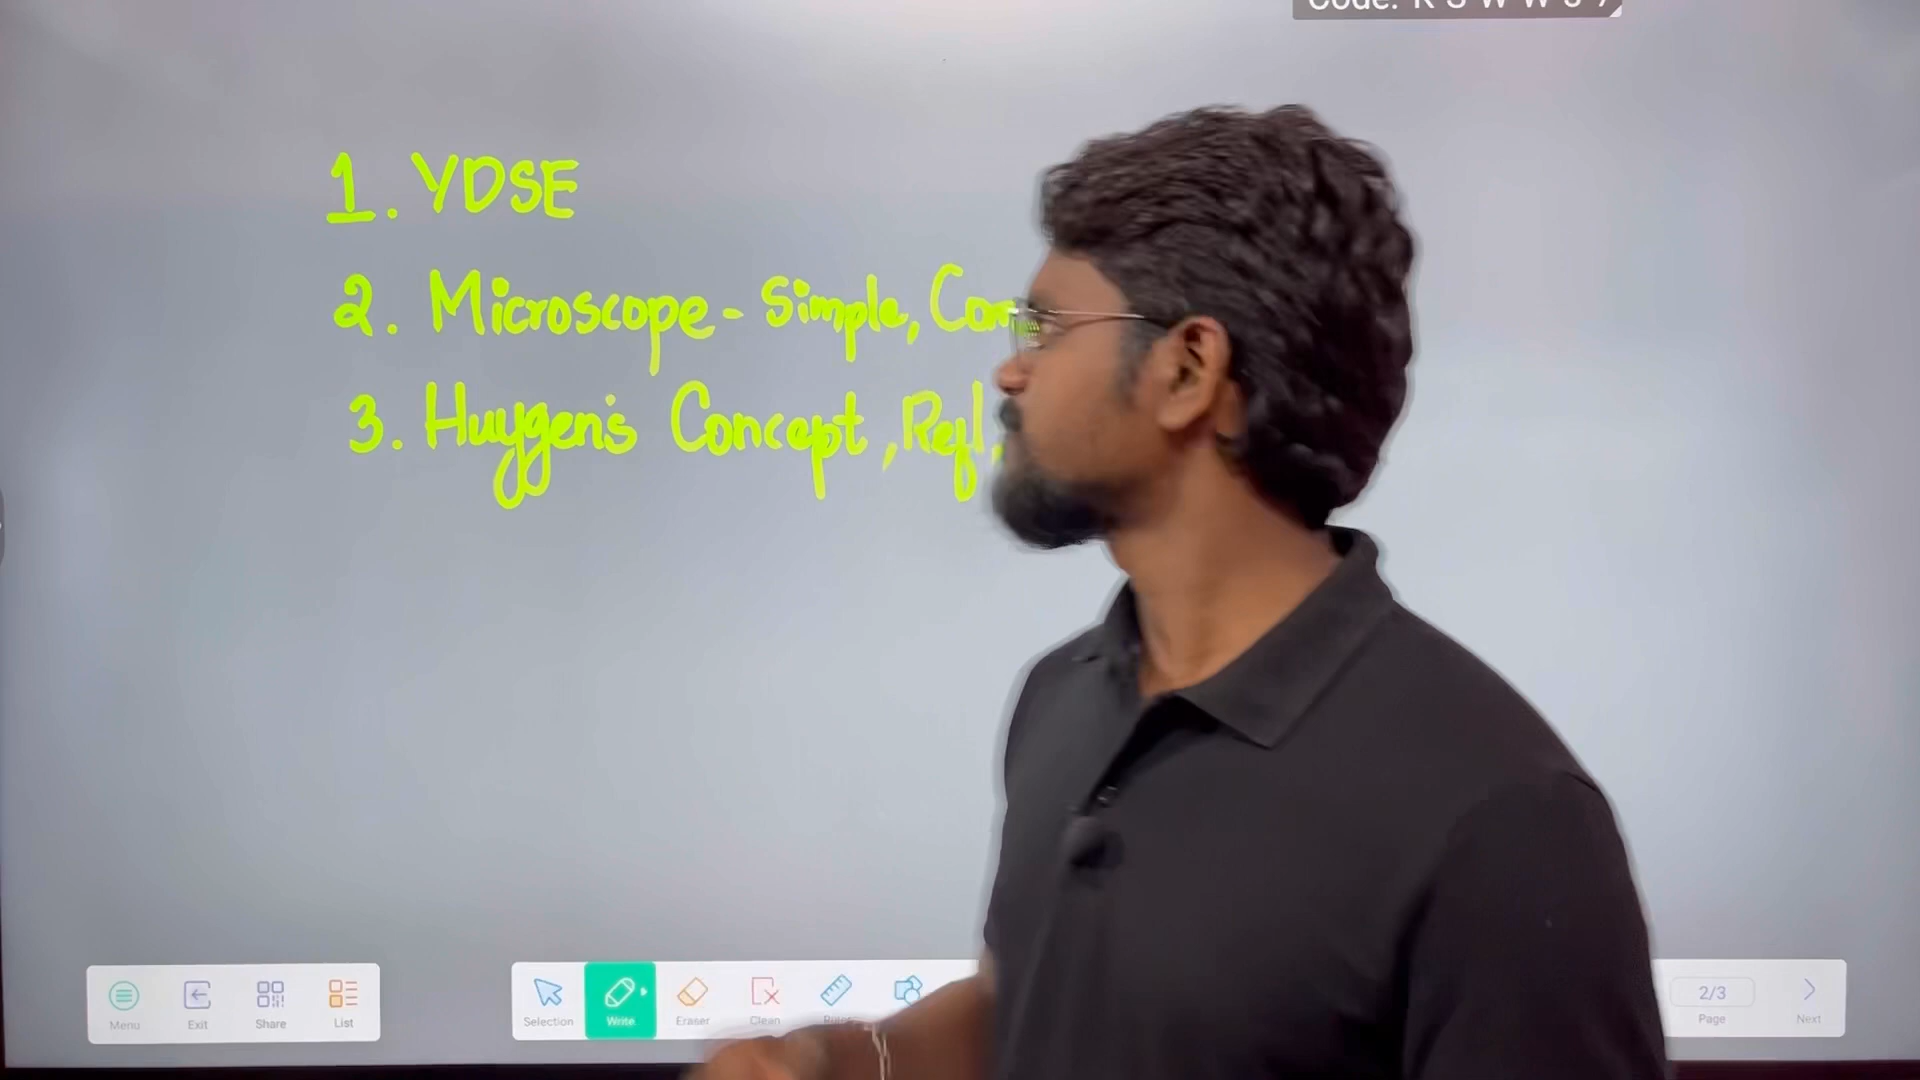 1. YDSE
2. Microscope - Simple, Com
3. Huygen's Concept, Refl,
Menu
Exit
Share
List
Selection
Write
Eraser
Clean
Ruler
2/3
Page
Next